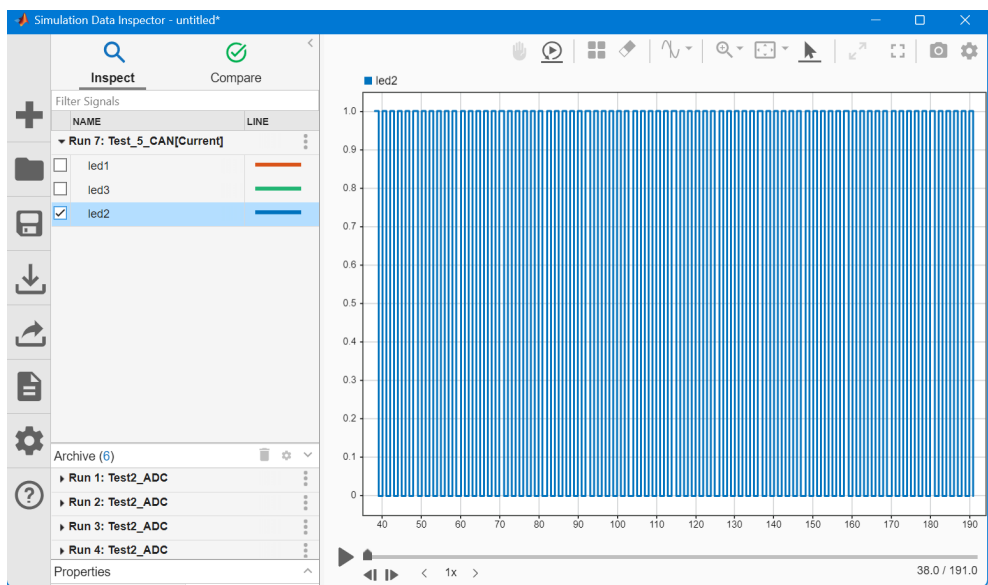 Simulation Data Inspector - untitled*
Inspect
Compare
Filter Signals
NAME LINE
Run 7: Test_5_CAN[Current]
led1
led3
led2
Archive (6)
Run 1: Test2_ADC
Run 2: Test2_ADC
Run 3: Test2_ADC
Run 4: Test2_ADC
Properties
led2
1.0
0.9
0.8
0.7
0.6
0.5
0.4
0.3
0.2
0.1
0
40 50 60 70 80 90 100 110 120 130 140 150 160 170 180 190
1x
38.0 / 191.0